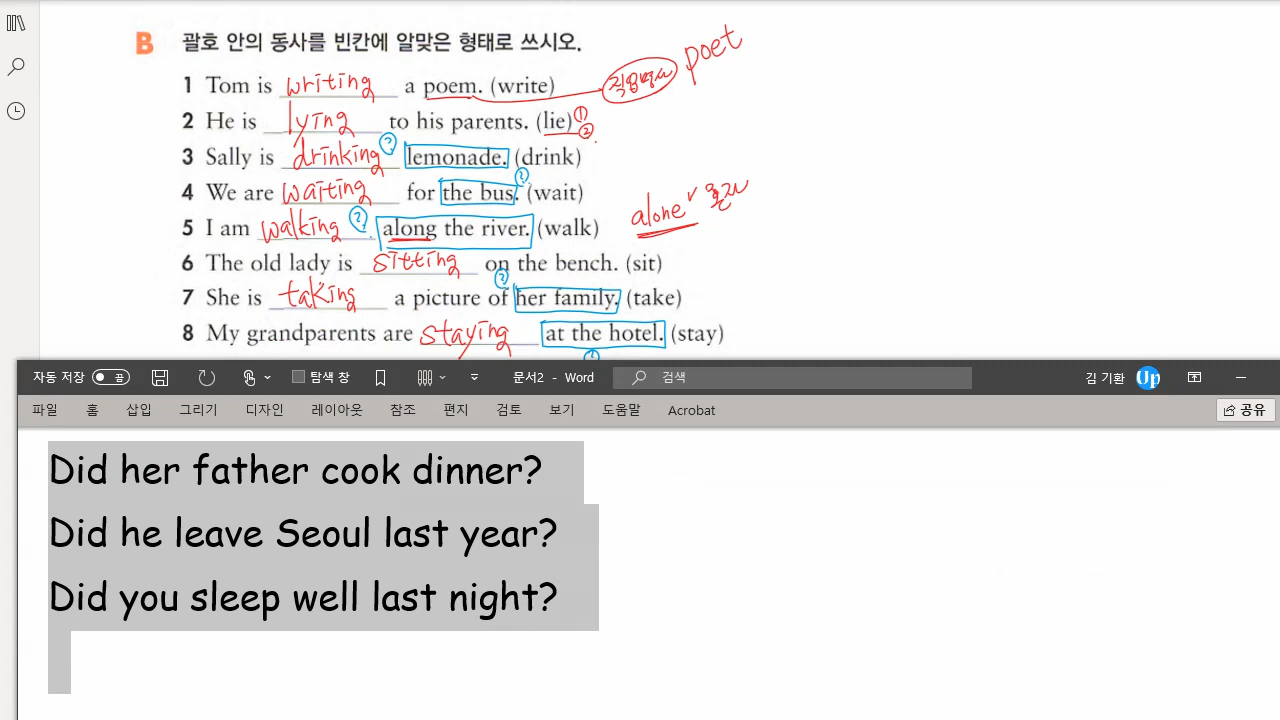 B 괄호 안의 동사를 빈칸에 알맞은 형태로 쓰시오.
poet
직업명사
1 Tom is writing a poem. (write)
2 He is lying to his parents. (lie) ① ②
3 Sally is drinking lemonade. (drink)
4 We are waiting for the bus. (wait)
alone 혼자
5 I am walking along the river. (walk)
6 The old lady is sitting on the bench. (sit)
7 She is taking a picture of her family. (take)
8 My grandparents are staying at the hotel. (stay)
자동 저장 끔 탐색 창 문서2 - Word 검색 김 기환 Up
파일 홈 삽입 그리기 디자인 레이아웃 참조 편지 검토 보기 도움말 Acrobat 공유
Did her father cook dinner?
Did he leave Seoul last year?
Did you sleep well last night?